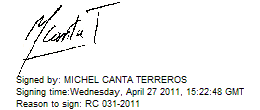 MCanta T
Signed by: MICHEL CANTA TERREROS
Signing time:Wednesday, April 27 2011, 15:22:48 GMT
Reason to sign: RC 031-2011